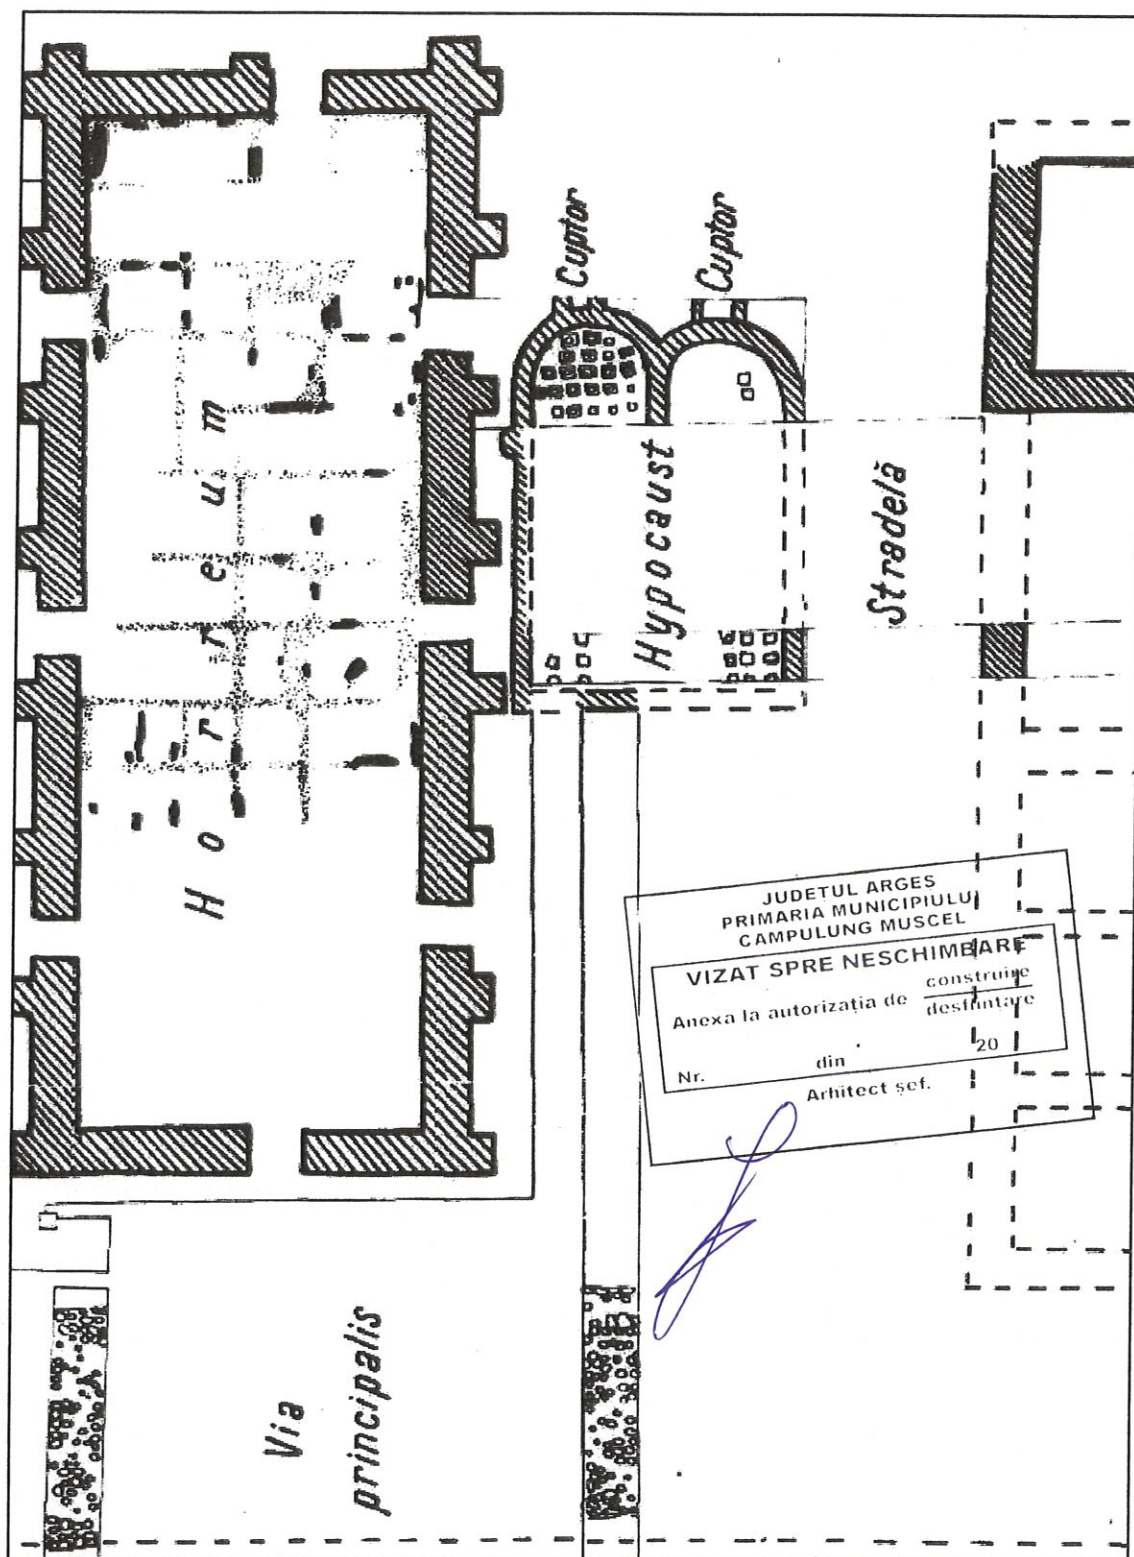 Cuptor
Cuptor
Horreum
Hypocaust
Stradelă
Via
principalis
JUDETUL ARGEȘ
PRIMARIA MUNICIPIULUI
CAMPULUNG MUSCEL
VIZAT SPRE NESCHIMBARE
Anexa la autorizația de construire
desființare
Nr. din 20
Arhitect șef.